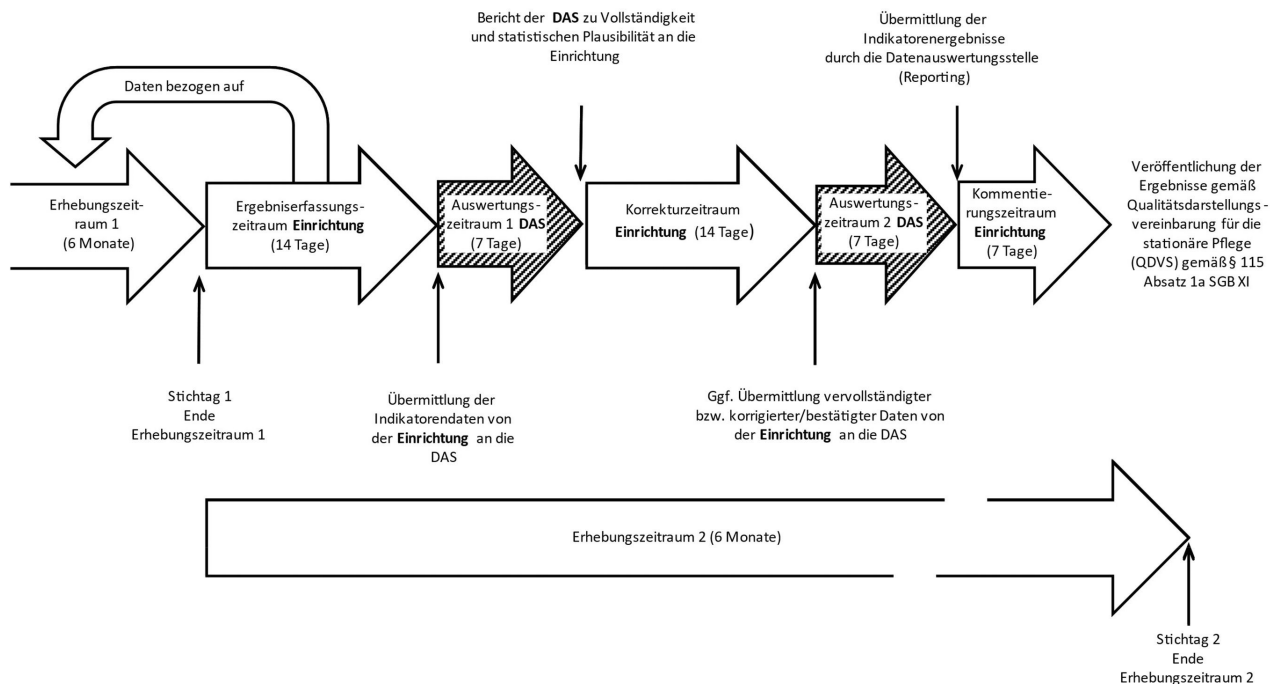 Bericht der DAS zu Vollständigkeit
und statistischen Plausibilität an die
Einrichtung
Übermittlung der
Indikatorenergebnisse
durch die Datenauswertungsstelle
(Reporting)
Daten bezogen auf
Erhebungszeit-
raum 1
(6 Monate)
Ergebniserfassungs-
zeitraum Einrichtung
(14 Tage)
Auswertungs-
zeitraum 1 DAS
(7 Tage)
Korrekturzeitraum
Einrichtung (14 Tage)
Auswertungs-
zeitraum 2 DAS
(7 Tage)
Kommentie-
rungszeitraum
Einrichtung
(7 Tage)
Veröffentlichung der
Ergebnisse gemäß
Qualitätsdarstellungs-
vereinbarung für die
stationäre Pflege
(QDVS) gemäß § 115
Absatz 1a SGB XI
Stichtag 1
Ende
Erhebungszeitraum 1
Übermittlung der
Indikatorendaten von
der Einrichtung an die
DAS
Ggf. Übermittlung vervollständigter
bzw. korrigierter/bestätigter Daten von
der Einrichtung an die DAS
Erhebungszeitraum 2 (6 Monate)
Stichtag 2
Ende
Erhebungszeitraum 2